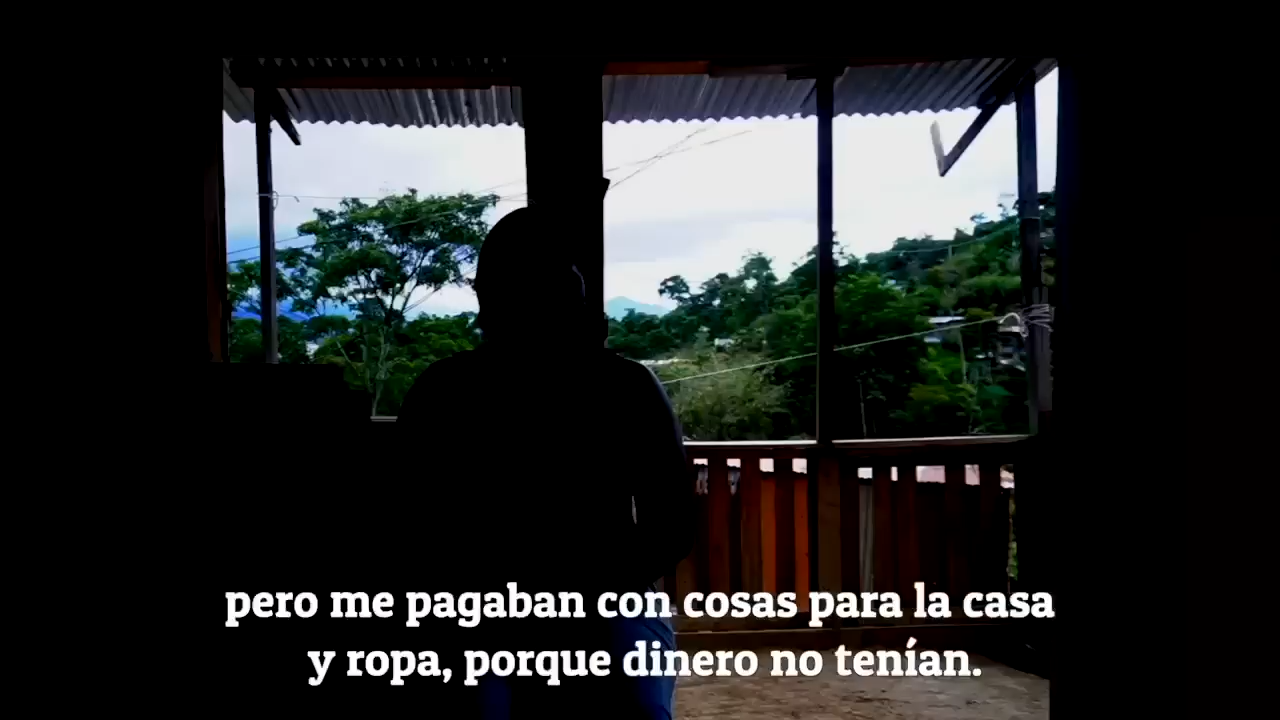 pero me pagaban con cosas para la casa
y ropa, porque dinero no tenían.